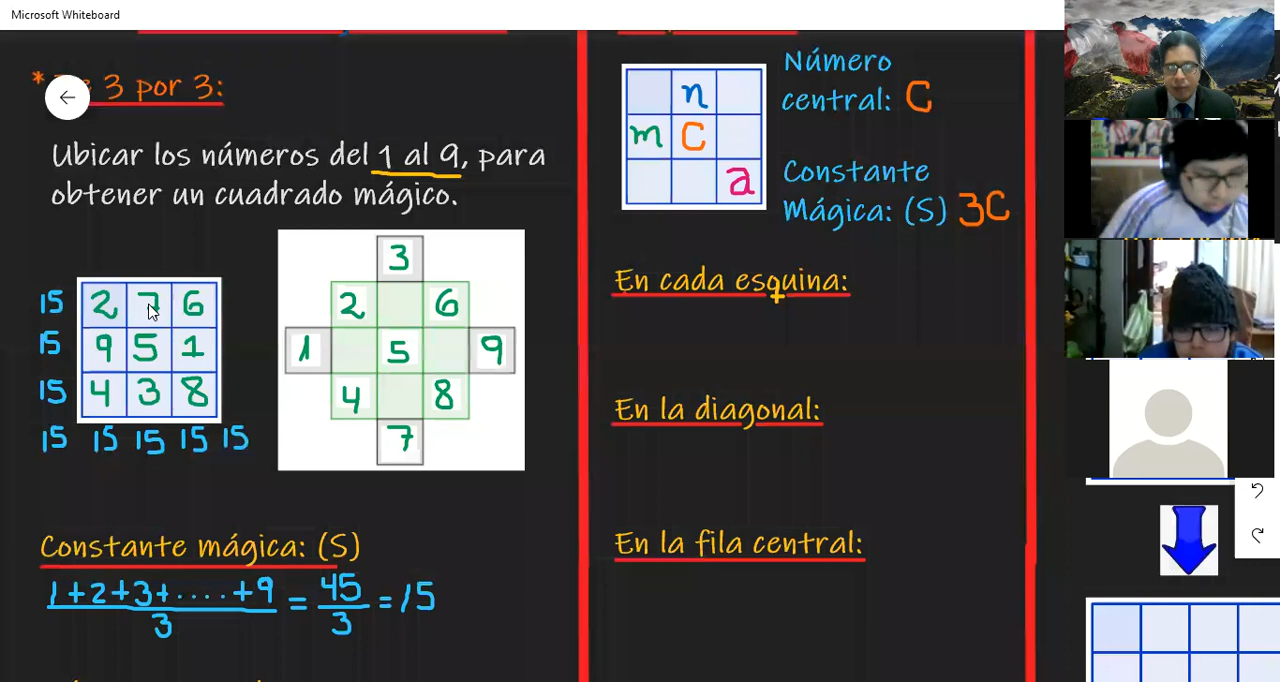 Microsoft Whiteboard
3 por 3:
Ubicar los números del 1 al 9, para
obtener un cuadrado mágico.
15 2 7 6
15 9 5 1
15 4 3 8
15 15 15 15 15
3
2 6
1 5 9
4 8
7
Constante mágica: (S)
1+2+3+.....+9 = 45 = 15
3 3
n
m C
a
Número
central: C
Constante
Mágica: (S) 3C
En cada esquina:
En la diagonal:
En la fila central: